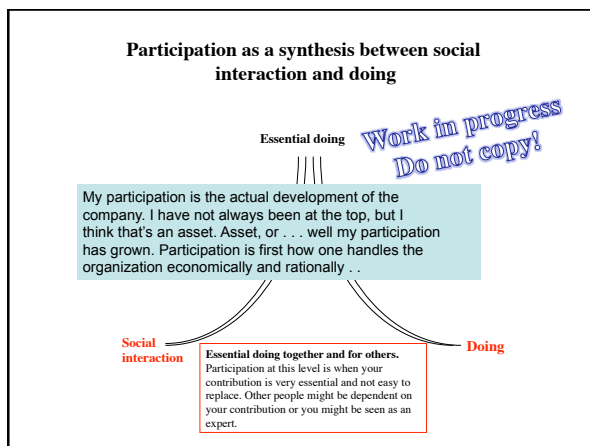 Participation as a synthesis between social
interaction and doing
Work in progress
Do not copy!
Essential doing
My participation is the actual development of the
company. I have not always been at the top, but I
think that's an asset. Asset, or . . . well my participation
has grown. Participation is first how one handles the
organization economically and rationally . .
Social
interaction
Doing
Essential doing together and for others.
Participation at this level is when your
contribution is very essential and not easy to
replace. Other people might be dependent on
your contribution or you might be seen as an
expert.